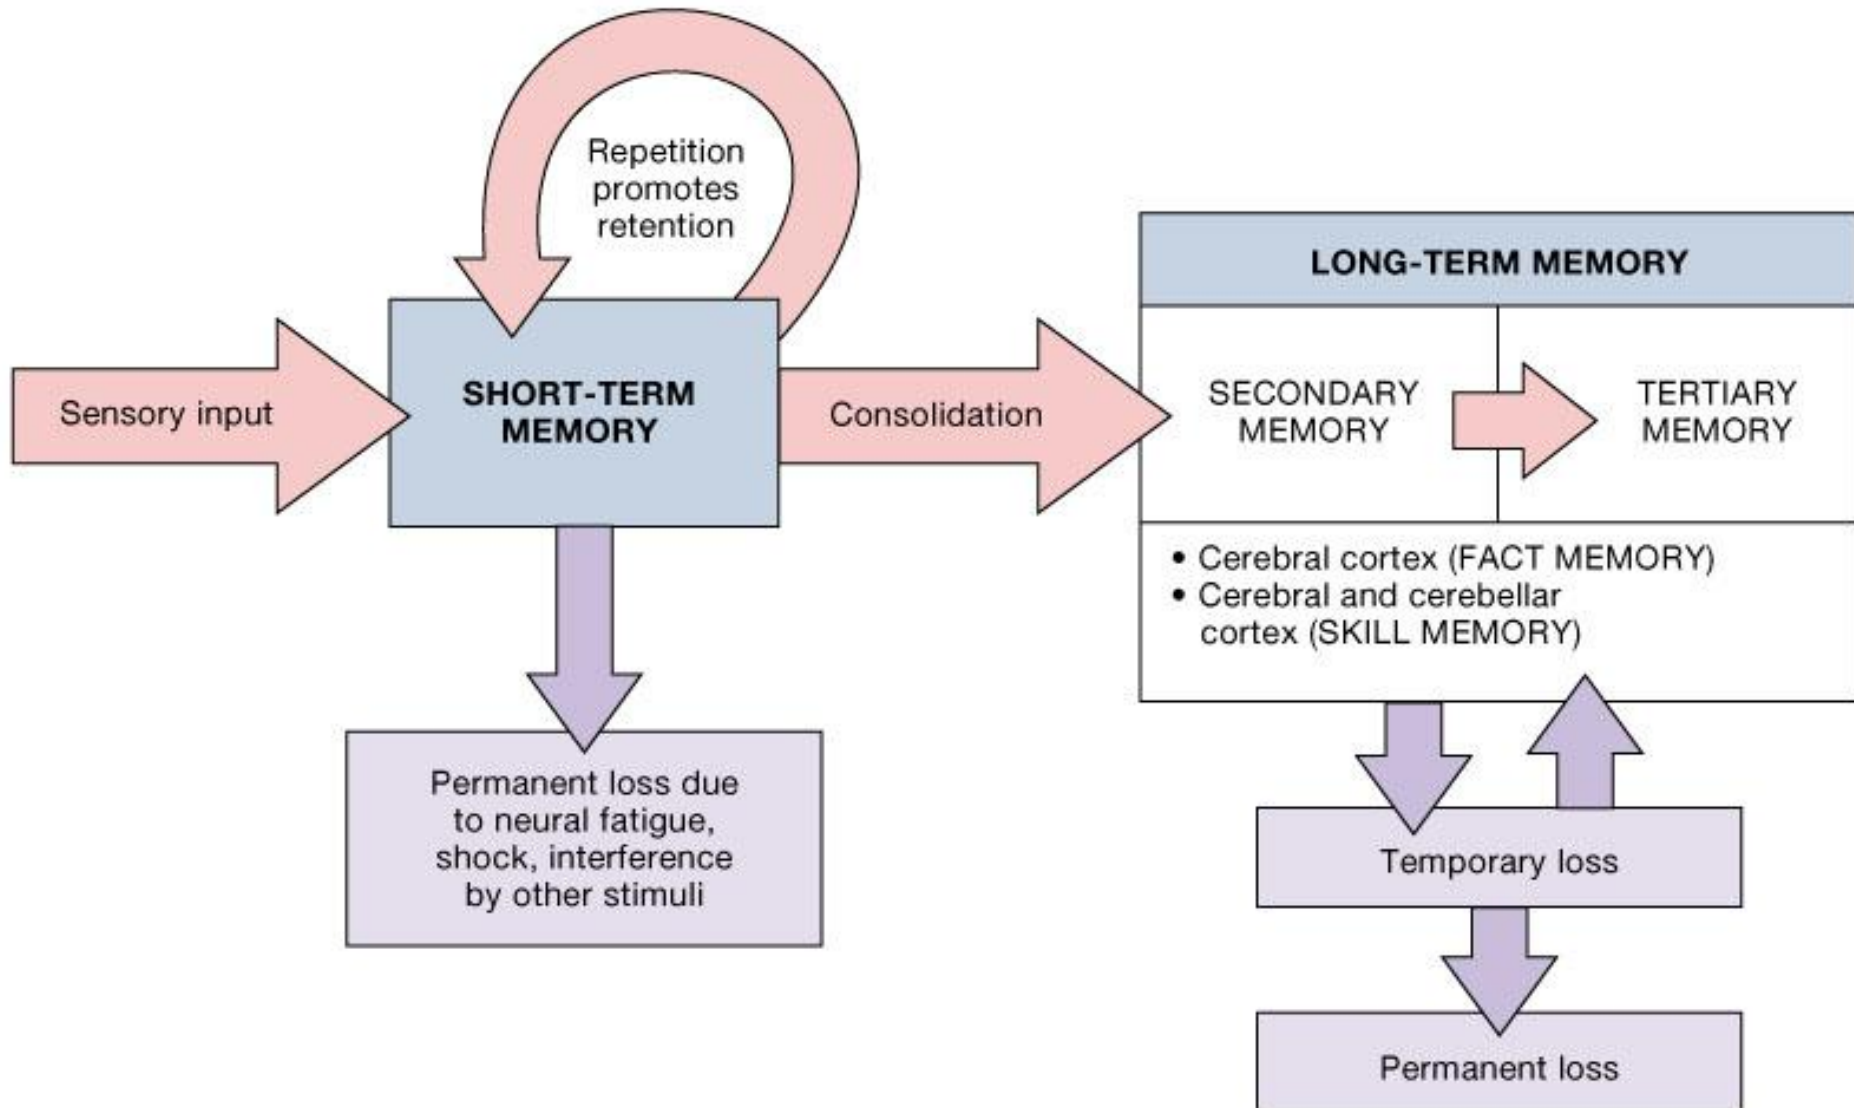 Repetition
promotes
retention
Sensory input
SHORT-TERM
MEMORY
Consolidation
LONG-TERM MEMORY
SECONDARY
MEMORY
TERTIARY
MEMORY
• Cerebral cortex (FACT MEMORY)
• Cerebral and cerebellar
cortex (SKILL MEMORY)
Permanent loss due
to neural fatigue,
shock, interference
by other stimuli
Temporary loss
Permanent loss